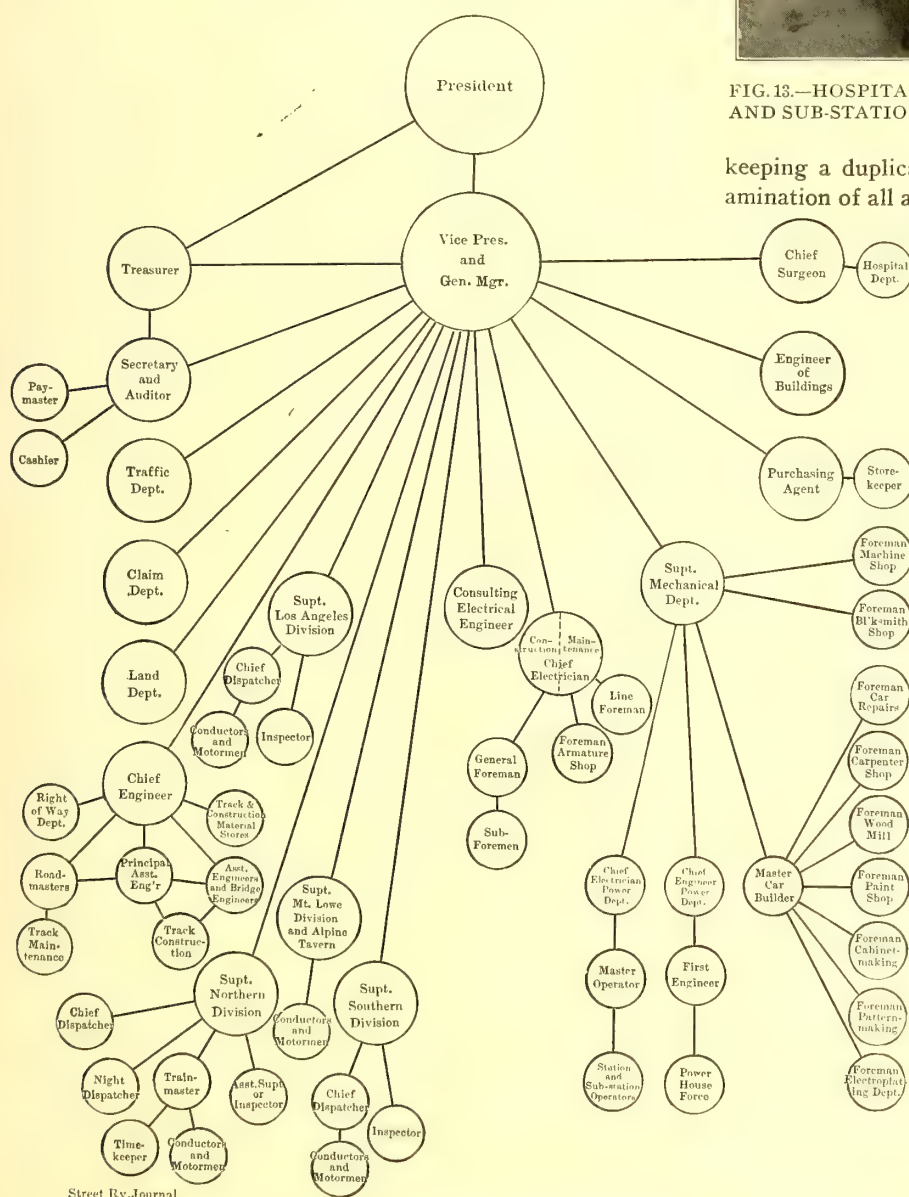 President
FIG. 13.—HOSPITA
AND SUB-STATIO
keeping a duplica
amination of all a
Vice Pres.
and
Gen. Mgr.
Treasurer
Chief
Surgeon
Hospital
Dept.
Secretary
and
Auditor
Pay-
master
Cashier
Engineer
of
Buildings
Traffic
Dept.
Purchasing
Agent
Store-
keeper
Claim
Dept.
Land
Dept.
Supt.
Los Angeles
Division
Chief
Dispatcher
Conductors
and
Motormen
Inspector
Consulting
Electrical
Engineer
Con- Main-
struction tenance
Chief
Electrician
Line
Foreman
General
Foreman
Foreman
Armature
Shop
Sub-
Foremen
Supt.
Mechanical
Dept.
Foreman
Machine
Shop
Foreman
Bl'ksmith
Shop
Foreman
Car
Repairs
Foreman
Carpenter
Shop
Foreman
Wood
Mill
Foreman
Paint
Shop
Foreman
Cabinet-
making
Foreman
Pattern-
making
Foreman
Electroplat-
ing Dept.
Master
Car
Builder
Chief
Electrician
Power
Dept.
Chief
Engineer
Power
Dept.
Master
Operator
First
Engineer
Station
and
Sub-station
Operators
Power
House
Force
Chief
Engineer
Right
of Way
Dept.
Track &
Construction
Material
Stores
Road-
masters
Principal
Asst.
Eng'r
Asst.
Engineers
and Bridge
Engineers
Track
Main-
tenance
Track
Construc-
tion
Supt.
Mt. Lowe
Division
and Alpine
Tavern
Conductors
and
Motormen
Supt.
Northern
Division
Chief
Dispatcher
Night
Dispatcher
Train-
master
Asst. Supt.
or
Inspector
Time-
keeper
Conductors
and
Motormen
Supt.
Southern
Division
Chief
Dispatcher
Inspector
Conductors
and
Motormen
Street Ry. Journal